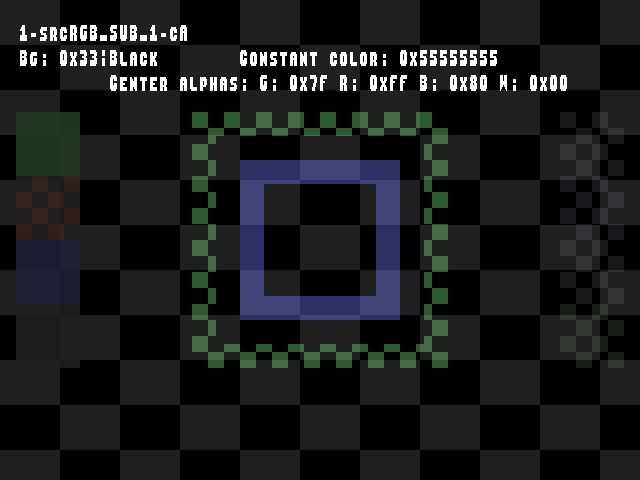 1-srcRGB_SUB_1-cA
Bg: 0x33:Black Constant color: 0x55555555
Center alphas: G: 0x7f R: 0xff B: 0x80 W: 0x00